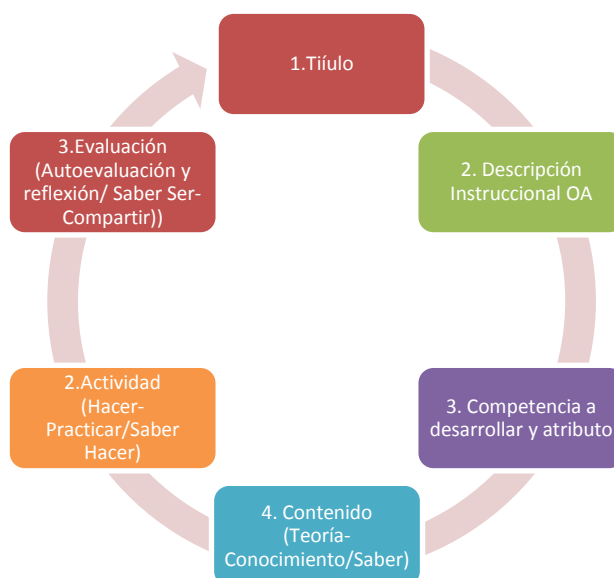 1.Tiíulo
2. Descripción
Instruccional OA
3. Competencia a
desarrollar y atributo
4. Contenido
(Teoría-
Conocimiento/Saber)
2.Actividad
(Hacer-
Practicar/Saber
Hacer)
3.Evaluación
(Autoevaluación y
reflexión/ Saber Ser-
Compartir))